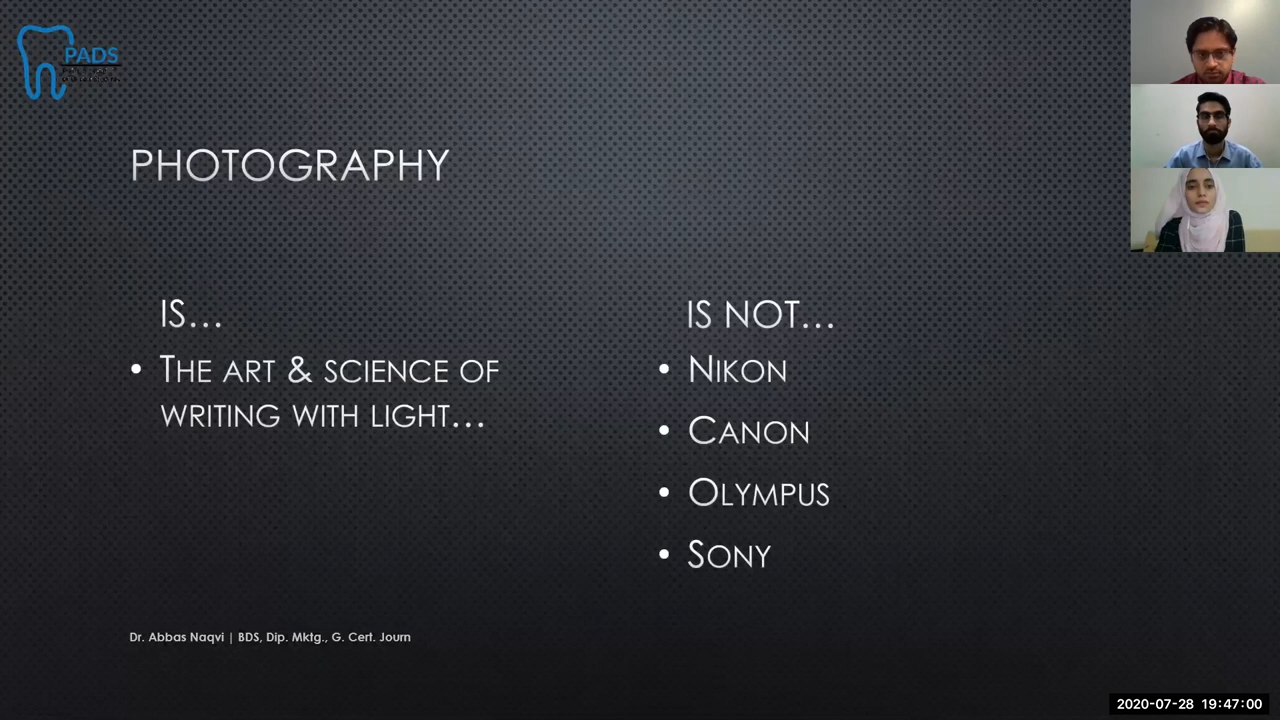 PADS
PHOTOGRAPHY
IS…
• THE ART & SCIENCE OF
WRITING WITH LIGHT…
IS NOT…
• NIKON
• CANON
• OLYMPUS
• SONY
Dr. Abbas Naqvi | BDS, Dip. Mktg., G. Cert. Journ
2020-07-28 19:47:00